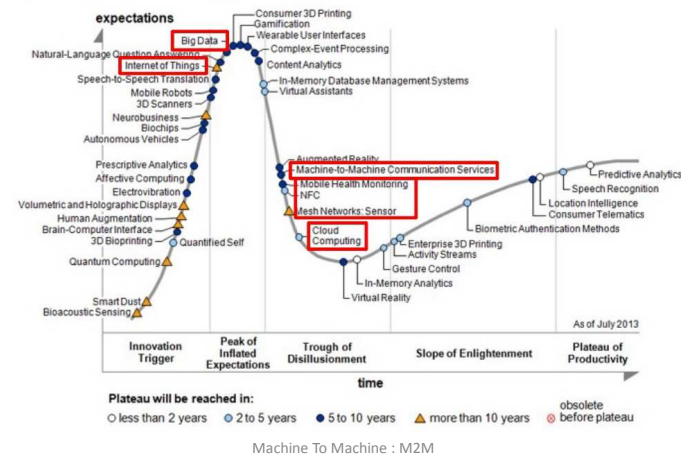 expectations
Consumer 3D Printing
Gamification
Wearable User Interfaces
Big Data
Complex-Event Processing
Natural-Language Question Answering
Content Analytics
Internet of Things
Speech-to-Speech Translation
In-Memory Database Management Systems
Virtual Assistants
Mobile Robots
3D Scanners
Neurobusiness
Biochips
Autonomous Vehicles
Augmented Reality
Prescriptive Analytics
Machine-to-Machine Communication Services
Predictive Analytics
Affective Computing
Mobile Health Monitoring
Speech Recognition
Electrovibration
NFC
Location Intelligence
Volumetric and Holographic Displays
Mesh Networks: Sensor
Consumer Telematics
Human Augmentation
Brain-Computer Interface
Cloud
Computing
Biometric Authentication Methods
3D Bioprinting
Quantified Self
Enterprise 3D Printing
Activity Streams
Quantum Computing
Gesture Control
In-Memory Analytics
Virtual Reality
Smart Dust
Bioacoustic Sensing
As of July 2013
Innovation
Trigger
Peak of
Inflated
Expectations
Trough of
Disillusionment
Slope of Enlightenment
Plateau of
Productivity
time
Plateau will be reached in:
less than 2 years
2 to 5 years
5 to 10 years
more than 10 years
obsolete
before plateau
Machine To Machine : M2M